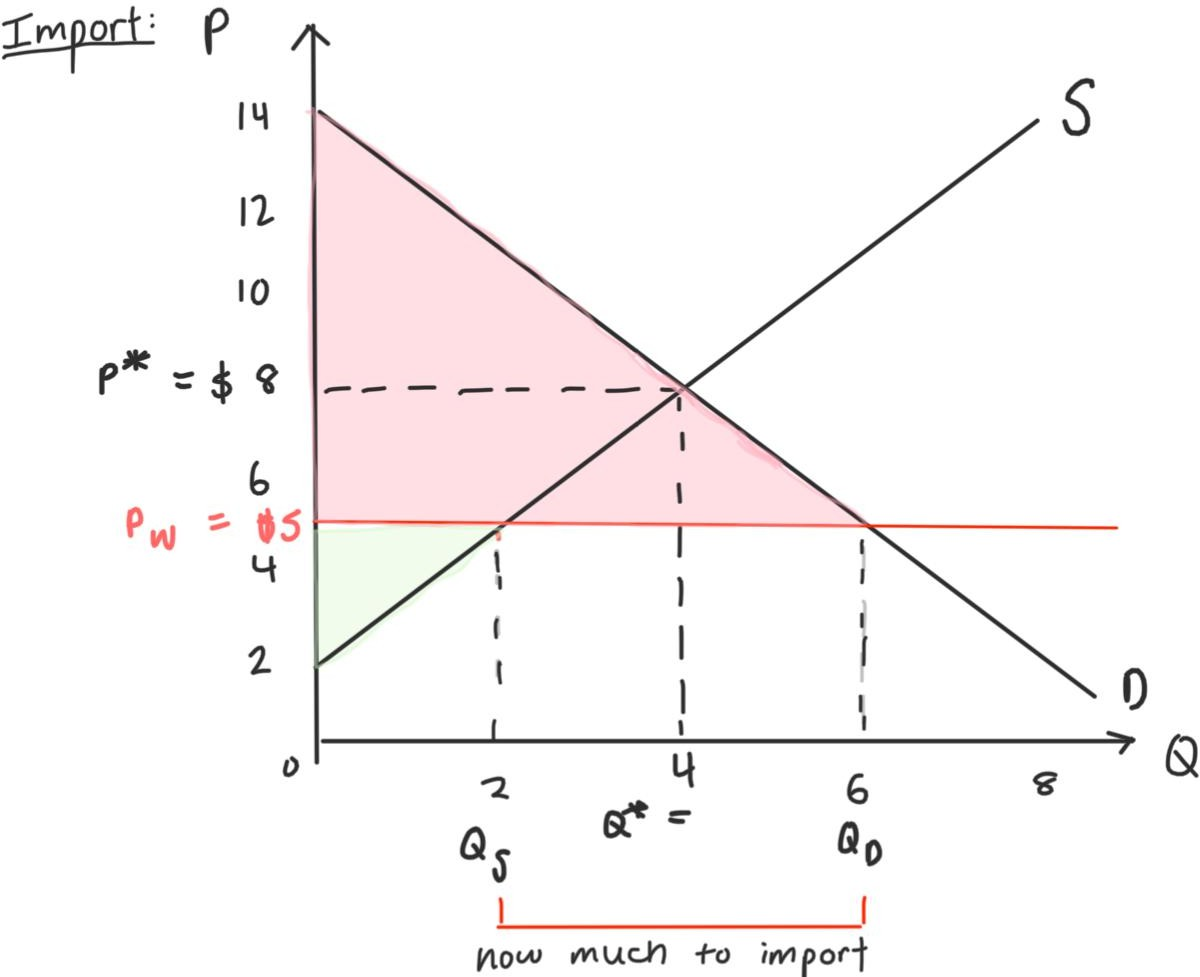 Import: P
14
S
12
10
P* = $ 8
6
Pw = $5
4
2
D
0
Q
2 4 6 8
Q* =
QS QD
how much to import